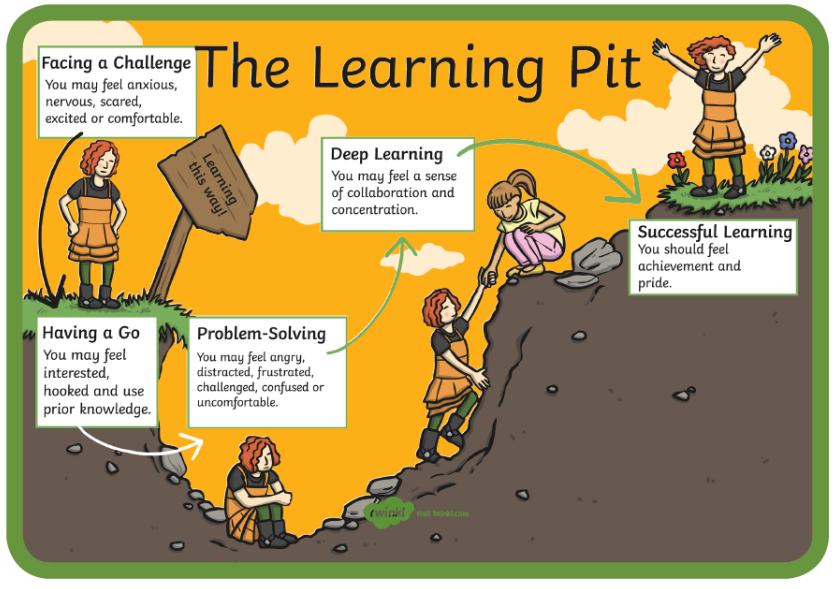 The Learning Pit
Facing a Challenge
You may feel anxious,
nervous, scared,
excited or comfortable.
Learning
this way!
Having a Go
You may feel
interested,
hooked and use
prior knowledge.
Problem-Solving
You may feel angry,
distracted, frustrated,
challenged, confused or
uncomfortable.
Deep Learning
You may feel a sense
of collaboration and
concentration.
Successful Learning
You should feel
achievement and
pride.
twinkl visit twinkl.com